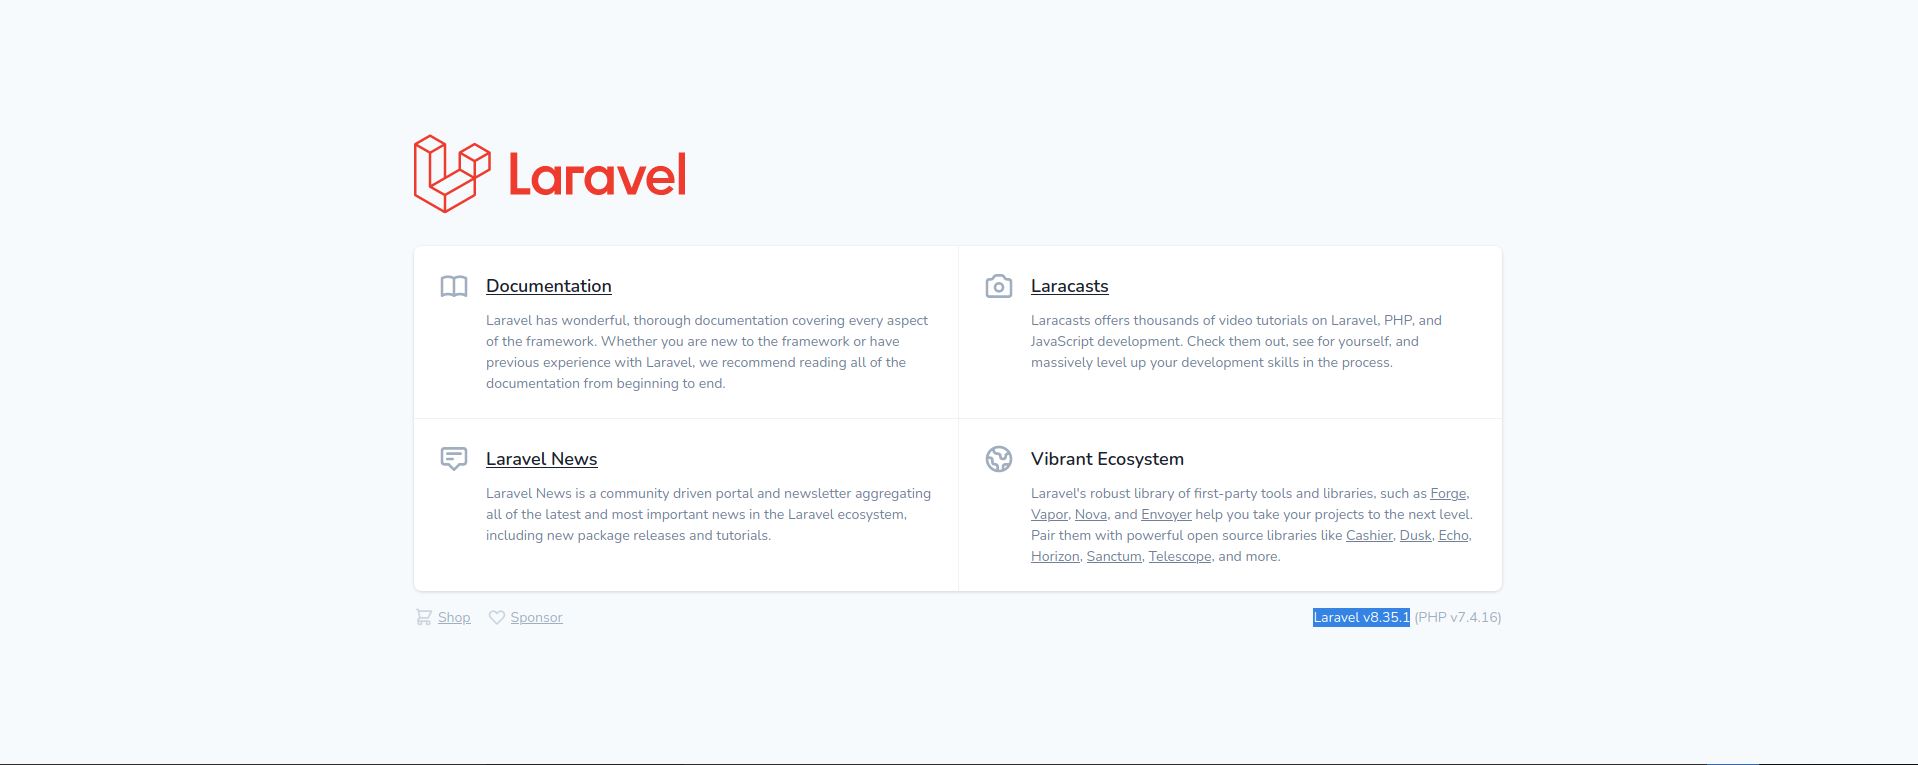 Laravel
Documentation
Laravel has wonderful, thorough documentation covering every aspect
of the framework. Whether you are new to the framework or have
previous experience with Laravel, we recommend reading all of the
documentation from beginning to end.
Laracasts
Laracasts offers thousands of video tutorials on Laravel, PHP, and
JavaScript development. Check them out, see for yourself, and
massively level up your development skills in the process.
Laravel News
Laravel News is a community driven portal and newsletter aggregating
all of the latest and most important news in the Laravel ecosystem,
including new package releases and tutorials.
Vibrant Ecosystem
Laravel's robust library of first-party tools and libraries, such as Forge,
Vapor, Nova, and Envoyer help you take your projects to the next level.
Pair them with powerful open source libraries like Cashier, Dusk, Echo,
Horizon, Sanctum, Telescope, and more.
Shop Sponsor Laravel v8.35.1 (PHP v7.4.16)